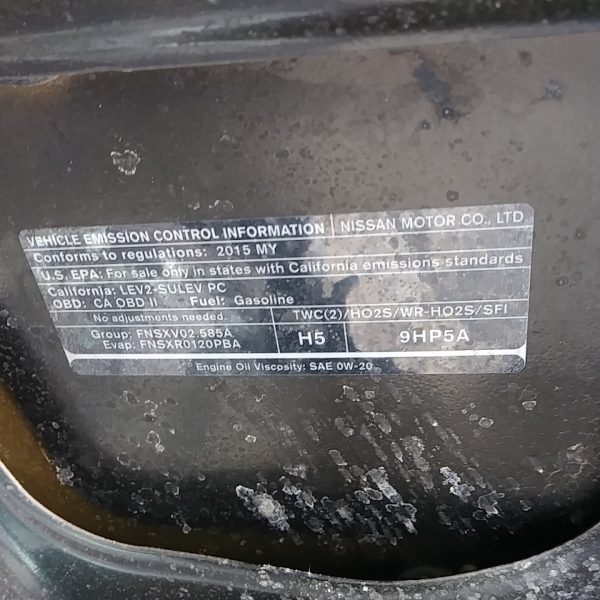 VEHICLE EMISSION CONTROL INFORMATION NISSAN MOTOR CO., LTD
Conforms to regulations: 2015 MY
U.S. EPA: For sale only in states with California emissions standards
California: LEV2-SULEV PC
OBD: CA OBD II Fuel: Gasoline
No adjustments needed. TWC(2)/HO2S/WR-HO2S/SFI
Group: FNSXV02.5B5A
Evap: FNSXR0120PBA
H5 9HP5A
Engine Oil Viscosity: SAE 0W-20